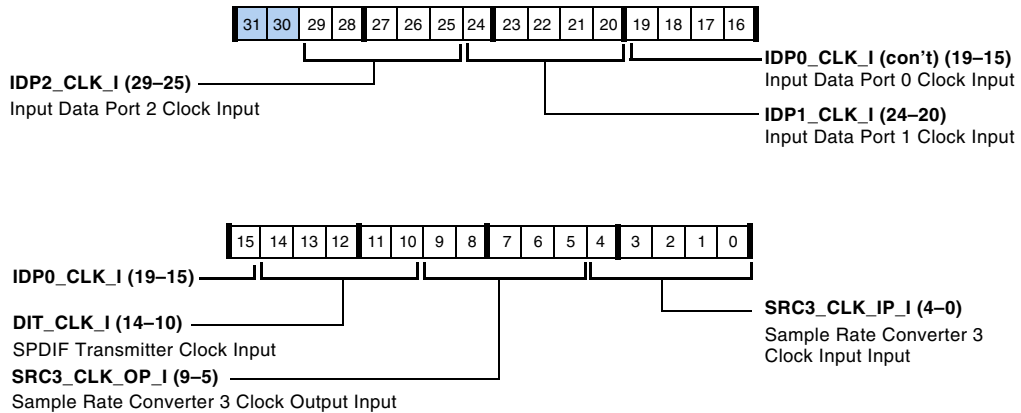 31 30 29 28 27 26 25 24 23 22 21 20 19 18 17 16
IDP0_CLK_I (con't) (19–15)
Input Data Port 0 Clock Input
IDP2_CLK_I (29–25)
Input Data Port 2 Clock Input
IDP1_CLK_I (24–20)
Input Data Port 1 Clock Input
15 14 13 12 11 10 9 8 7 6 5 4 3 2 1 0
IDP0_CLK_I (19–15)
DIT_CLK_I (14–10)
SPDIF Transmitter Clock Input
SRC3_CLK_OP_I (9–5)
Sample Rate Converter 3 Clock Output Input
SRC3_CLK_IP_I (4–0)
Sample Rate Converter 3
Clock Input Input